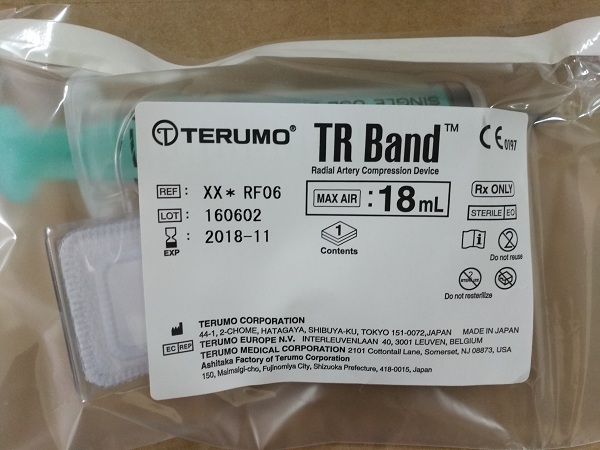 SINGLE USE
TERUMO®
TR Band™
Radial Artery Compression Device
CE 0197
REF : XX* RF06
MAX AIR : 18 mL
Rx ONLY
LOT : 160602
STERILE EO
EXP : 2018-11
1
Contents
Do not reuse
Do not resterilize
TERUMO CORPORATION
44-1, 2-CHOME, HATAGAYA, SHIBUYA-KU, TOKYO 151-0072, JAPAN MADE IN JAPAN
EC REP
TERUMO EUROPE N.V. INTERLEUVENLAAN 40, 3001 LEUVEN, BELGIUM
TERUMO MEDICAL CORPORATION 2101 Cottontail Lane, Somerset, NJ 08873, USA
Ashitaka Factory of Terumo Corporation
150, Maimaigi-cho, Fujinomiya City, Shizuoka Prefecture, 418-0015, Japan